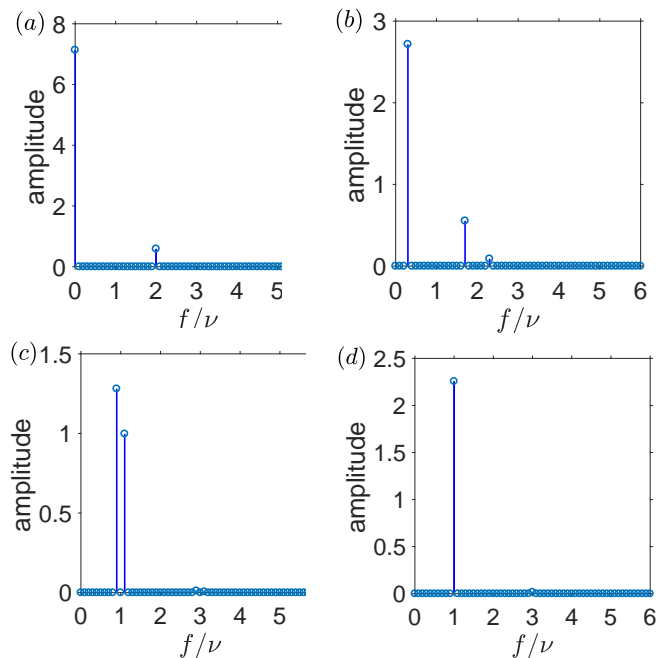 (a)
8
6
4
2
0
amplitude
0 1 2 3 4 5
f/ν
(b)
3
2
1
0
amplitude
0 1 2 3 4 5 6
f/ν
(c)
1.5
1
0.5
0
amplitude
0 1 2 3 4 5
f/ν
(d)
2.5
2
1.5
1
0.5
0
amplitude
0 1 2 3 4 5 6
f/ν